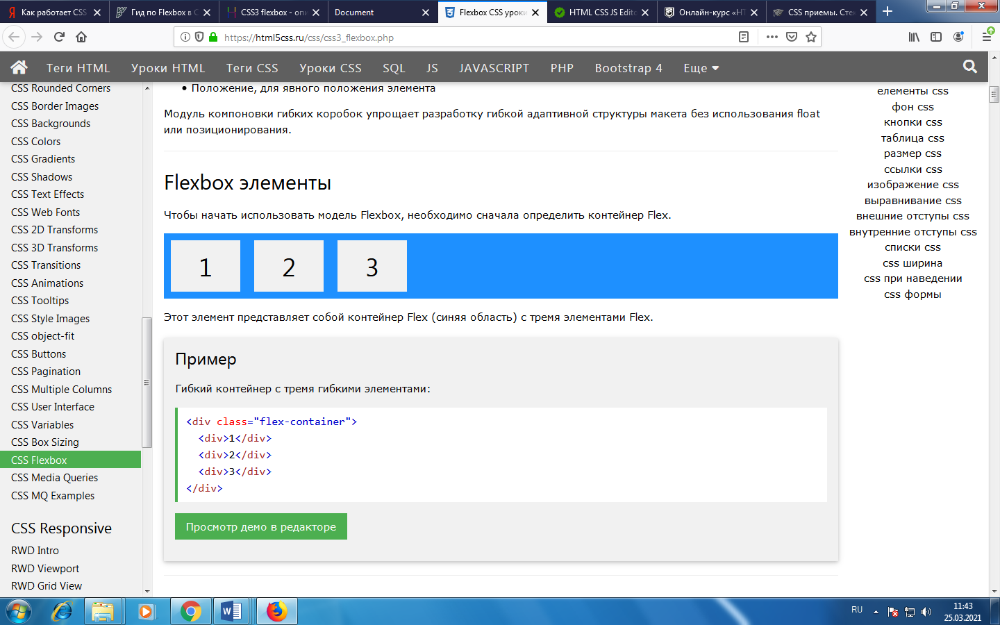 Как работает CSS
Гид по Flexbox в C
CSS3 flexbox - опи
Document
Flexbox CSS уроки
HTML CSS JS Edito
Онлайн-курс «HT
CSS приемы. Сте
https://html5css.ru/css/css3_flexbox.php
Теги HTML
Уроки HTML
Теги CSS
Уроки CSS
SQL
JS
JAVASCRIPT
PHP
Bootstrap 4
Еще
CSS Rounded Corners
CSS Border Images
CSS Backgrounds
CSS Colors
CSS Gradients
CSS Shadows
CSS Text Effects
CSS Web Fonts
CSS 2D Transforms
CSS 3D Transforms
CSS Transitions
CSS Animations
CSS Tooltips
CSS Style Images
CSS object-fit
CSS Buttons
CSS Pagination
CSS Multiple Columns
CSS User Interface
CSS Variables
CSS Box Sizing
CSS Flexbox
CSS Media Queries
CSS MQ Examples
CSS Responsive
RWD Intro
RWD Viewport
RWD Grid View
• Положение, для явного положения элемента
Модуль компоновки гибких коробок упрощает разработку гибкой адаптивной структуры макета без использования float
или позиционирования.
Flexbox элементы
Чтобы начать использовать модель Flexbox, необходимо сначала определить контейнер Flex.
1
2
3
Этот элемент представляет собой контейнер Flex (синяя область) с тремя элементами Flex.
Пример
Гибкий контейнер с тремя гибкими элементами:
<div class="flex-container">
  <div>1</div>
  <div>2</div>
  <div>3</div>
</div>
Просмотр демо в редакторе
елементы css
фон css
кнопки css
таблица css
размер css
ссылки css
изображение css
выравнивание css
внешние отступы css
внутренние отступы css
списки css
css ширина
css при наведении
css формы
RU
11:43
25.03.2021